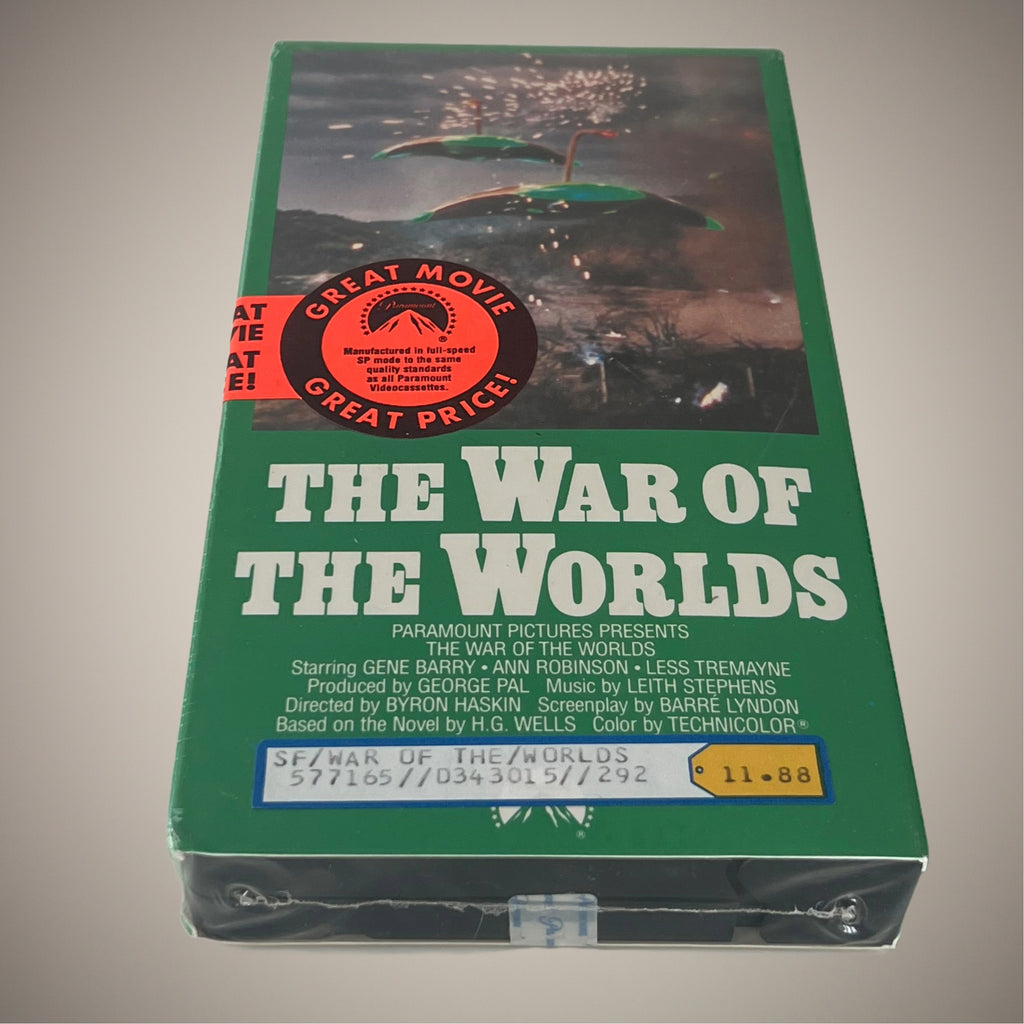 GREAT MOVIE
Paramount
®
Manufactured in full-speed
SP mode to the same
quality standards
as all Paramount
Videocassettes.
GREAT PRICE!
AT
IE
AT
E!
THE WAR OF
THE WORLDS
PARAMOUNT PICTURES PRESENTS
THE WAR OF THE WORLDS
Starring GENE BARRY • ANN ROBINSON • LESS TREMAYNE
Produced by GEORGE PAL Music by LEITH STEPHENS
Directed by BYRON HASKIN Screenplay by BARRÉ LYNDON
Based on the Novel by H.G. WELLS Color by TECHNICOLOR®
SF/WAR OF THE/WORLDS
577165//D343015//292
11.88
®